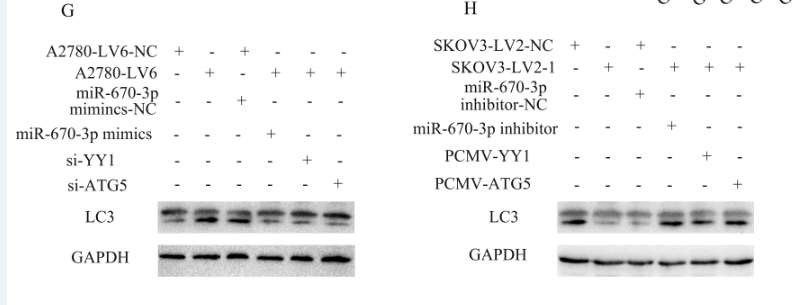 G
A2780-LV6-NC + - + - - -
A2780-LV6 - + - + + +
miR-670-3p
mimincs-NC - - + - - -
miR-670-3p mimics - - - + - -
si-YY1 - - - - + -
si-ATG5 - - - - - +
LC3
GAPDH
H
SKOV3-LV2-NC + - + - - -
SKOV3-LV2-1 - + - + + +
miR-670-3p
inhibitor-NC - - + - - -
miR-670-3p inhibitor - - - + - -
PCMV-YY1 - - - - + -
PCMV-ATG5 - - - - - +
LC3
GAPDH